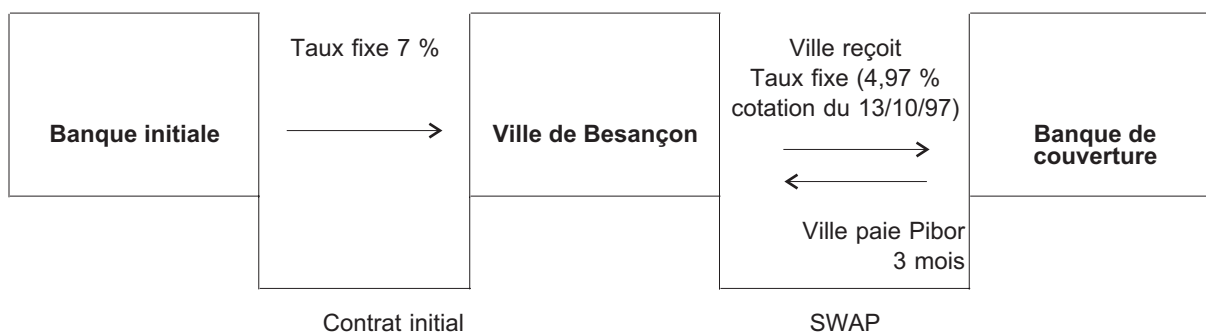 Taux fixe 7 %
Ville reçoit
Taux fixe (4,97 %
cotation du 13/10/97)
Banque initiale
Ville de Besançon
Banque de
couverture
Ville paie Pibor
3 mois
Contrat initial
SWAP